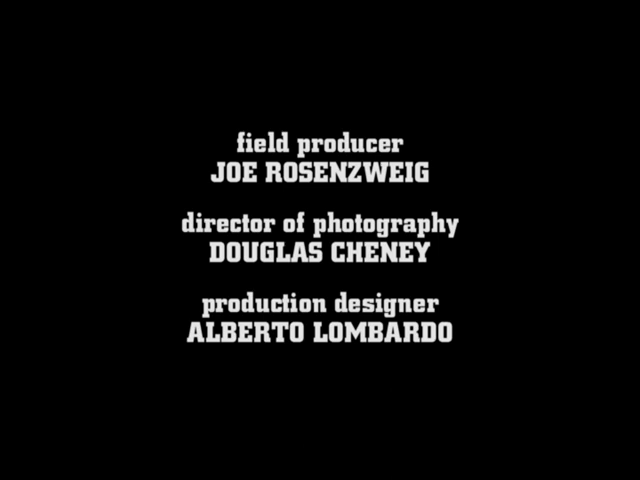 field producer
JOE ROSENZWEIG
director of photography
DOUGLAS CHENEY
production designer
ALBERTO LOMBARDO